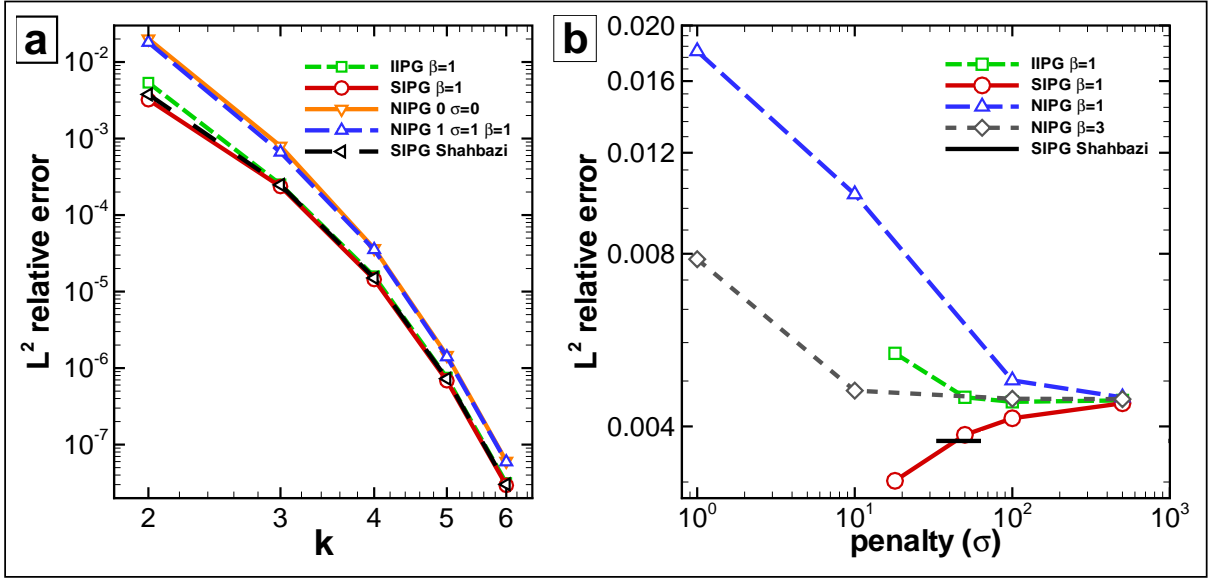 a
L² relative error
10⁻²
10⁻³
10⁻⁴
10⁻⁵
10⁻⁶
10⁻⁷
2
3
4
5
6
k
IIPG β=1
SIPG β=1
NIPG 0 σ=0
NIPG 1 σ=1 β=1
SIPG Shahbazi
b
L² relative error
0.020
0.016
0.012
0.008
0.004
10⁰
10¹
10²
10³
penalty (σ)
IIPG β=1
SIPG β=1
NIPG β=1
NIPG β=3
SIPG Shahbazi